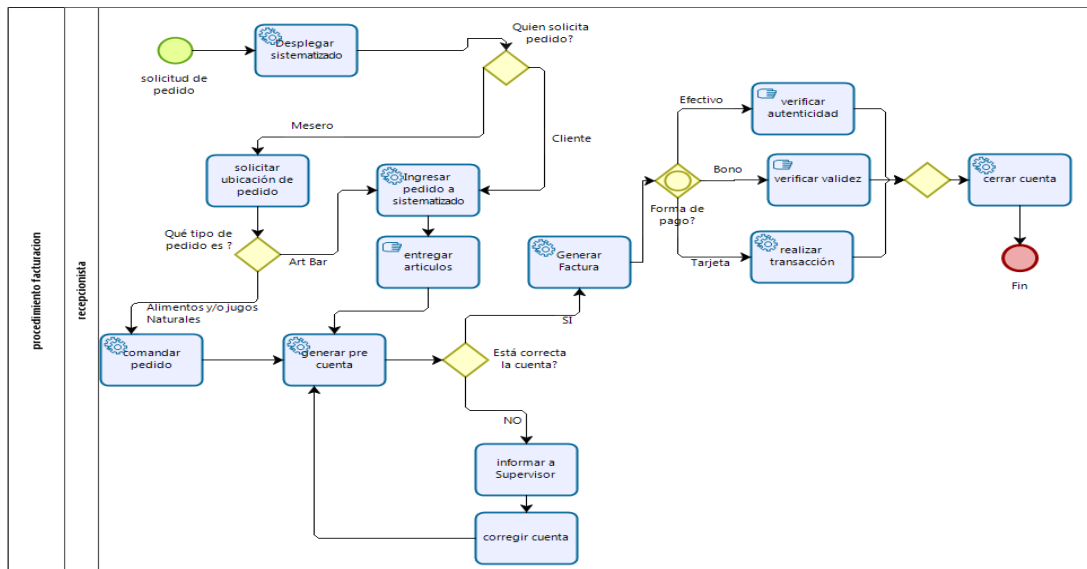 procedimiento facturacion
recepcionista
solicitud de
pedido
Desplegar
sistematizado
Quien solicita
pedido?
Mesero
Cliente
solicitar
ubicación de
pedido
Ingresar
pedido a
sistematizado
Qué tipo de
pedido es ?
Art Bar
entregar
articulos
Alimentos y/o jugos
Naturales
comandar
pedido
generar pre
cuenta
Está correcta
la cuenta?
SI
NO
informar a
Supervisor
corregir cuenta
Generar
Factura
Forma de
pago?
Efectivo
Bono
Tarjeta
verificar
autenticidad
verificar validez
realizar
transacción
cerrar cuenta
Fin